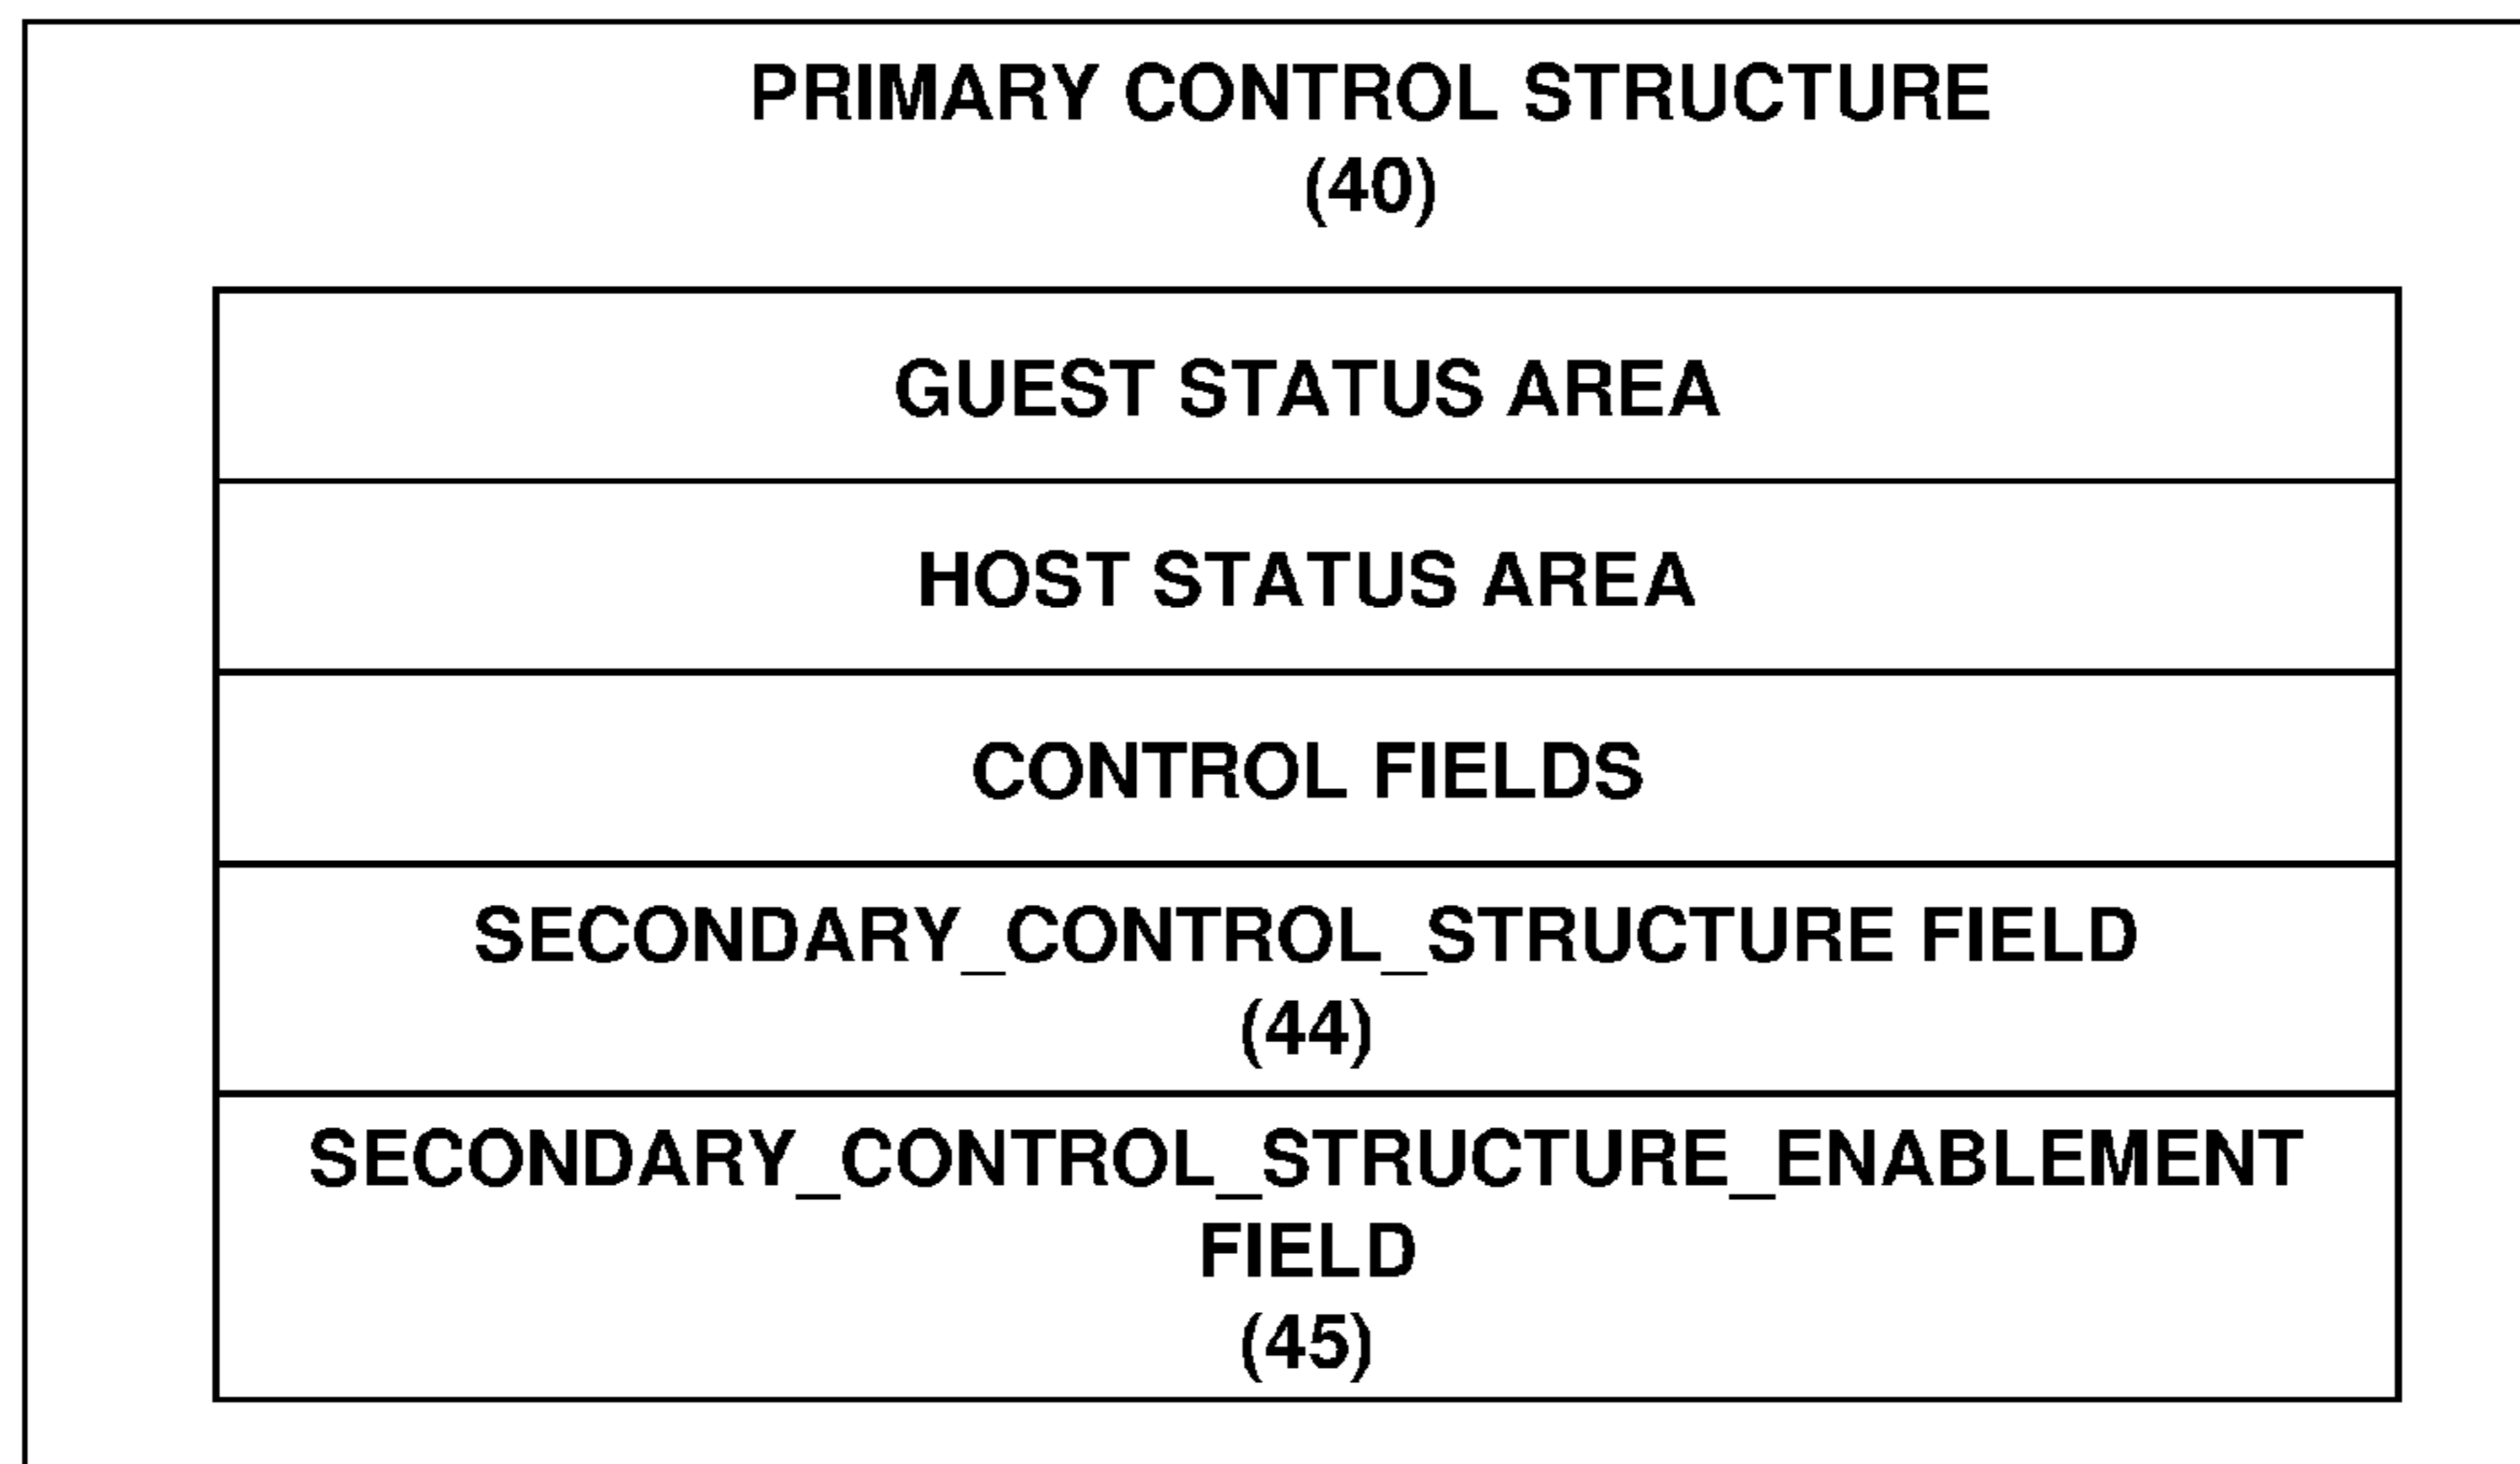 PRIMARY CONTROL STRUCTURE
(40)
GUEST STATUS AREA
HOST STATUS AREA
CONTROL FIELDS
SECONDARY_CONTROL_STRUCTURE FIELD
(44)
SECONDARY_CONTROL_STRUCTURE_ENABLEMENT
FIELD
(45)